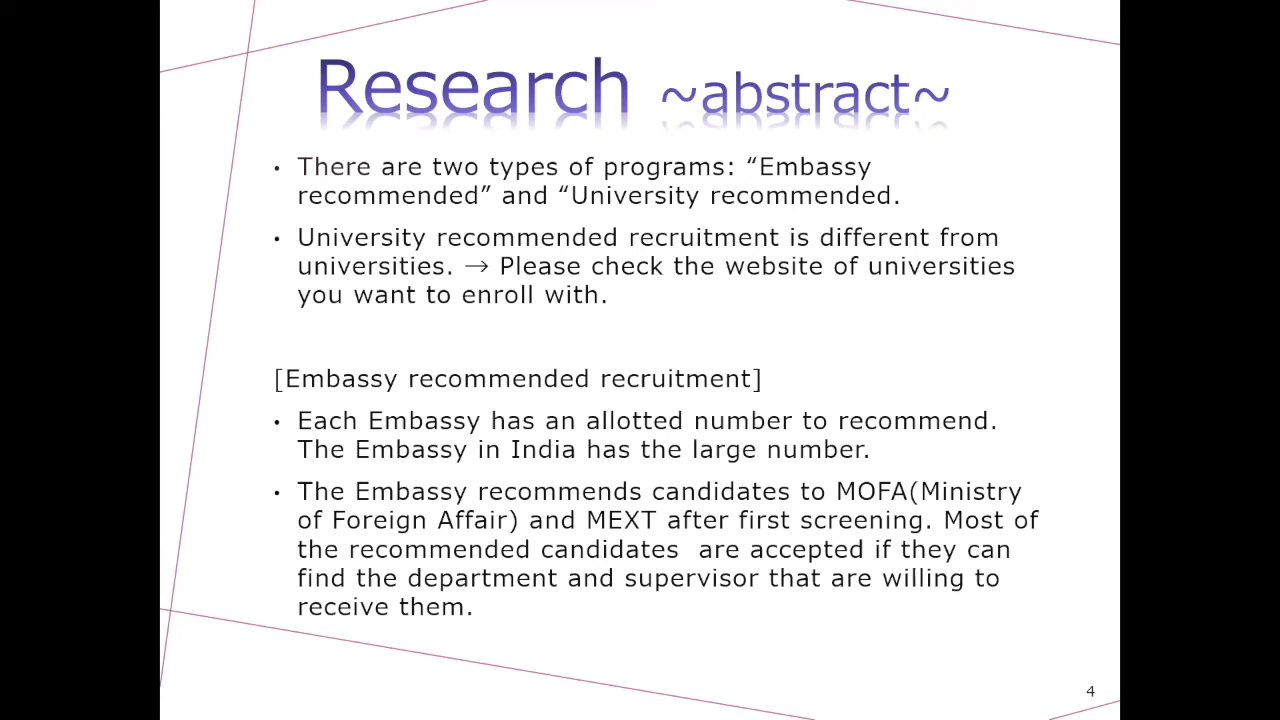 Research ~abstract~
• There are two types of programs: “Embassy
recommended” and “University recommended.
• University recommended recruitment is different from
universities. → Please check the website of universities
you want to enroll with.
[Embassy recommended recruitment]
• Each Embassy has an allotted number to recommend.
The Embassy in India has the large number.
• The Embassy recommends candidates to MOFA(Ministry
of Foreign Affair) and MEXT after first screening. Most of
the recommended candidates  are accepted if they can
find the department and supervisor that are willing to
receive them.
4